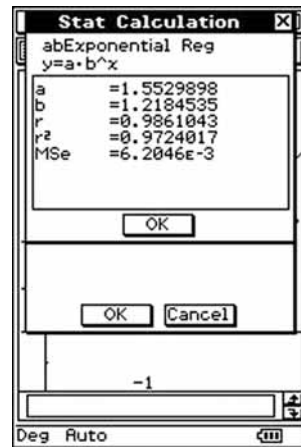 Stat Calculation
abExponential Reg
y=a·b^x
a =1.5529898
b =1.2184535
r =0.9861043
r² =0.9724017
MSe =6.2046ᴇ-3
OK
OK Cancel
-1
Deg Auto